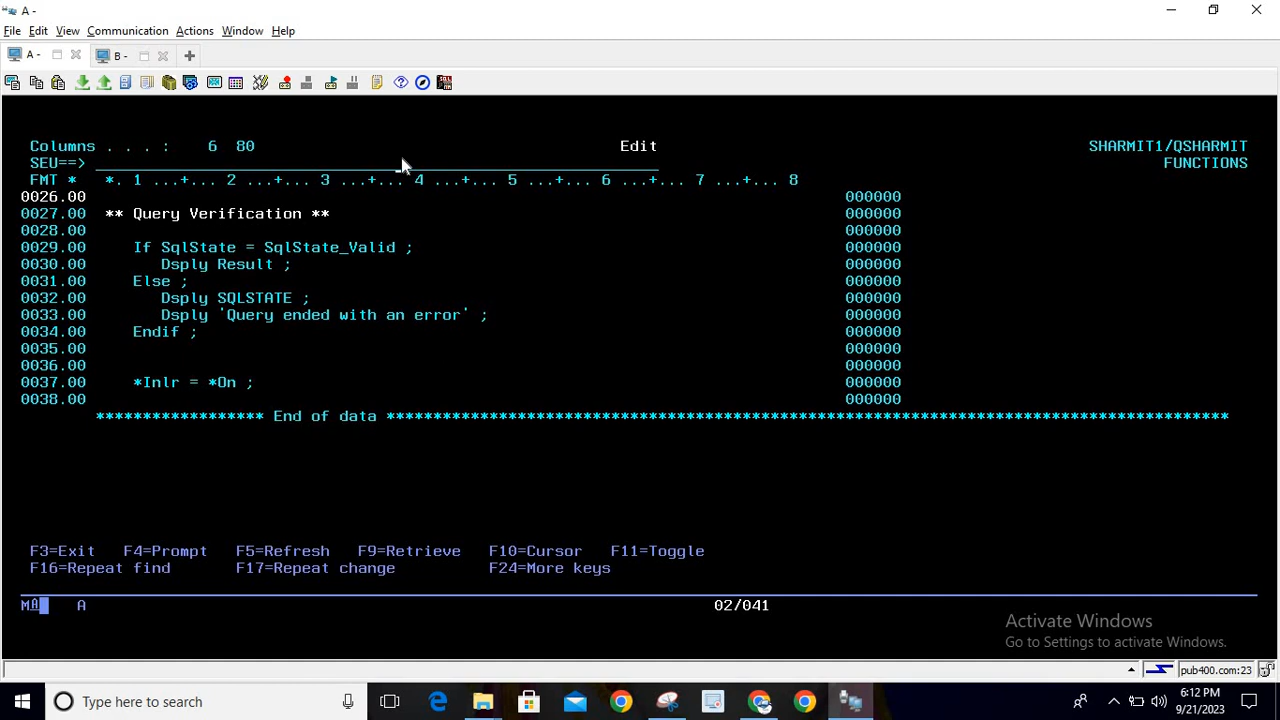 A -
File Edit View Communication Actions Window Help
A - B -
Columns . . . : 6 80 Edit SHARMIT1/QSHARMIT
SEU==> FUNCTIONS
FMT * *. 1 ...+... 2 ...+... 3 ...+... 4 ...+... 5 ...+... 6 ...+... 7 ...+... 8
0026.00 000000
0027.00 ** Query Verification ** 000000
0028.00 000000
0029.00 If SqlState = SqlState_Valid ; 000000
0030.00 Dsply Result ; 000000
0031.00 Else ; 000000
0032.00 Dsply SQLSTATE ; 000000
0033.00 Dsply 'Query ended with an error' ; 000000
0034.00 Endif ; 000000
0035.00 000000
0036.00 000000
0037.00 *Inlr = *On ; 000000
0038.00 000000
****************** End of data ******************************************************************************************
F3=Exit F4=Prompt F5=Refresh F9=Retrieve F10=Cursor F11=Toggle
F16=Repeat find F17=Repeat change F24=More keys
MA A 02/041
Activate Windows
Go to Settings to activate Windows.
pub400.com:23
Type here to search
6:12 PM
9/21/2023